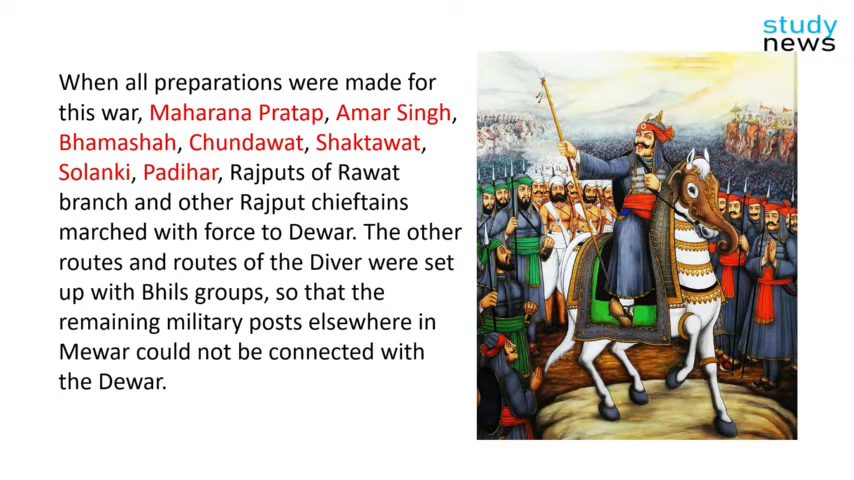 study
news
When all preparations were made for
this war, Maharana Pratap, Amar Singh,
Bhamashah, Chundawat, Shaktawat,
Solanki, Padihar, Rajputs of Rawat
branch and other Rajput chieftains
marched with force to Dewar. The other
routes and routes of the Diver were set
up with Bhils groups, so that the
remaining military posts elsewhere in
Mewar could not be connected with
the Dewar.